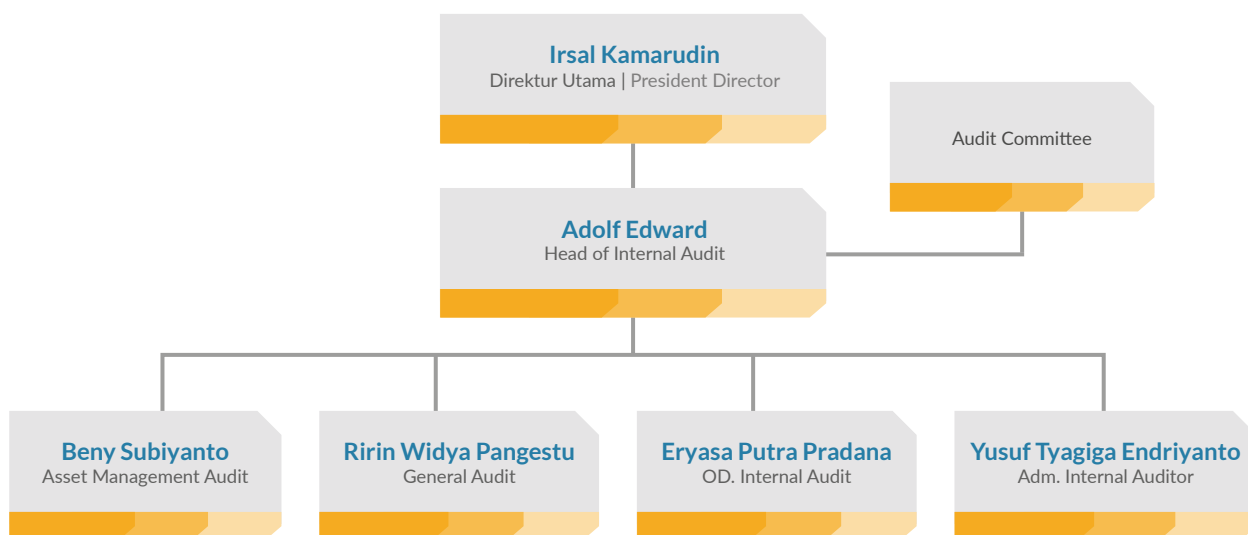 Irsal Kamarudin
Direktur Utama | President Director
Audit Committee
Adolf Edward
Head of Internal Audit
Beny Subiyanto
Asset Management Audit
Ririn Widya Pangestu
General Audit
Eryasa Putra Pradana
OD. Internal Audit
Yusuf Tyagiga Endriyanto
Adm. Internal Auditor